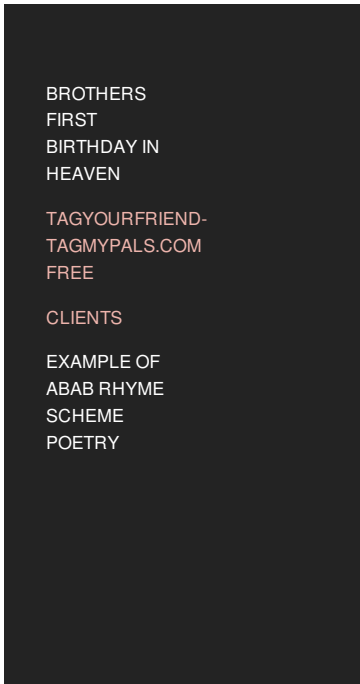 BROTHERS
FIRST
BIRTHDAY IN
HEAVEN
TAGYOURFRIEND-
TAGMYPALS.COM
FREE
CLIENTS
EXAMPLE OF
ABAB RHYME
SCHEME
POETRY